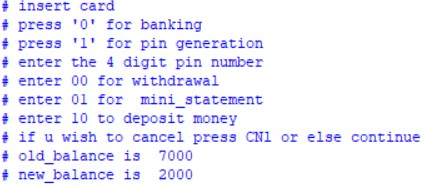 # insert card
# press '0' for banking
# press '1' for pin generation
# enter the 4 digit pin number
# enter 00 for withdrawal
# enter 01 for  mini_statement
# enter 10 to deposit money
# if u wish to cancel press CN1 or else continue
# old_balance is  7000
# new_balance is  2000